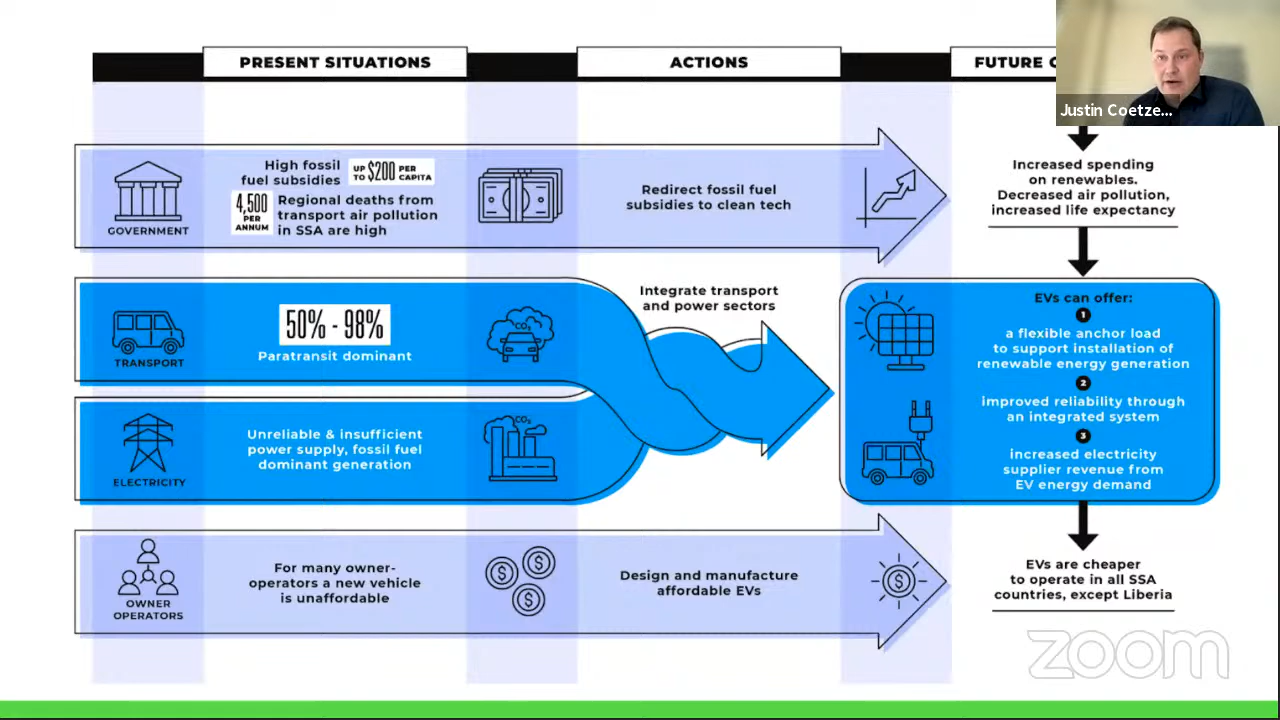 PRESENT SITUATIONS
ACTIONS
FUTURE
Justin Coetze...
GOVERNMENT
High fossil
fuel subsidies
UP TO $200 PER CAPITA
4,500 PER ANNUM
Regional deaths from
transport air pollution
in SSA are high
Redirect fossil fuel
subsidies to clean tech
Increased spending
on renewables.
Decreased air pollution,
increased life expectancy
TRANSPORT
50% - 98%
Paratransit dominant
CO₂
Integrate transport
and power sectors
ELECTRICITY
Unreliable & insufficient
power supply, fossil fuel
dominant generation
CO₂
EVs can offer:
1
a flexible anchor load
to support installation of
renewable energy generation
2
improved reliability through
an integrated system
3
increased electricity
supplier revenue from
EV energy demand
OWNER
OPERATORS
For many owner-
operators a new vehicle
is unaffordable
Design and manufacture
affordable EVs
EVs are cheaper
to operate in all SSA
countries, except Liberia
zoom